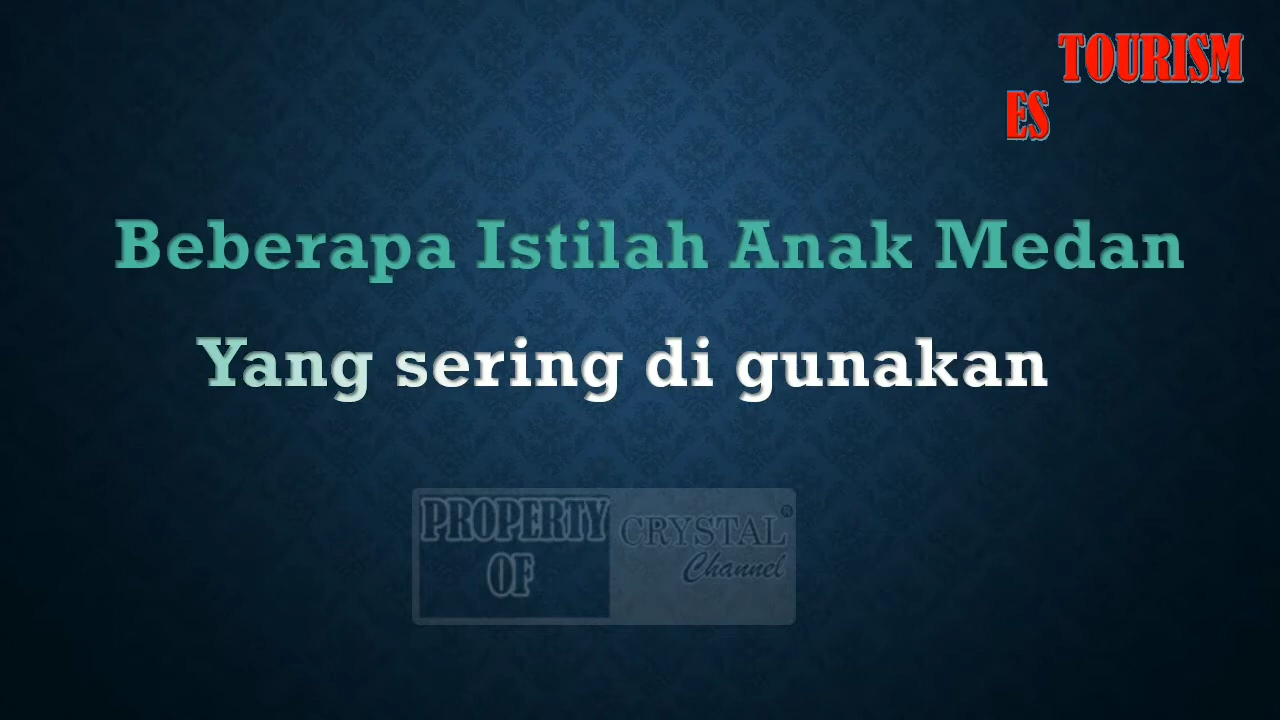 TOURISM
ES
Beberapa Istilah Anak Medan
Yang sering di gunakan
PROPERTY
OF
CRYSTAL®
Channel